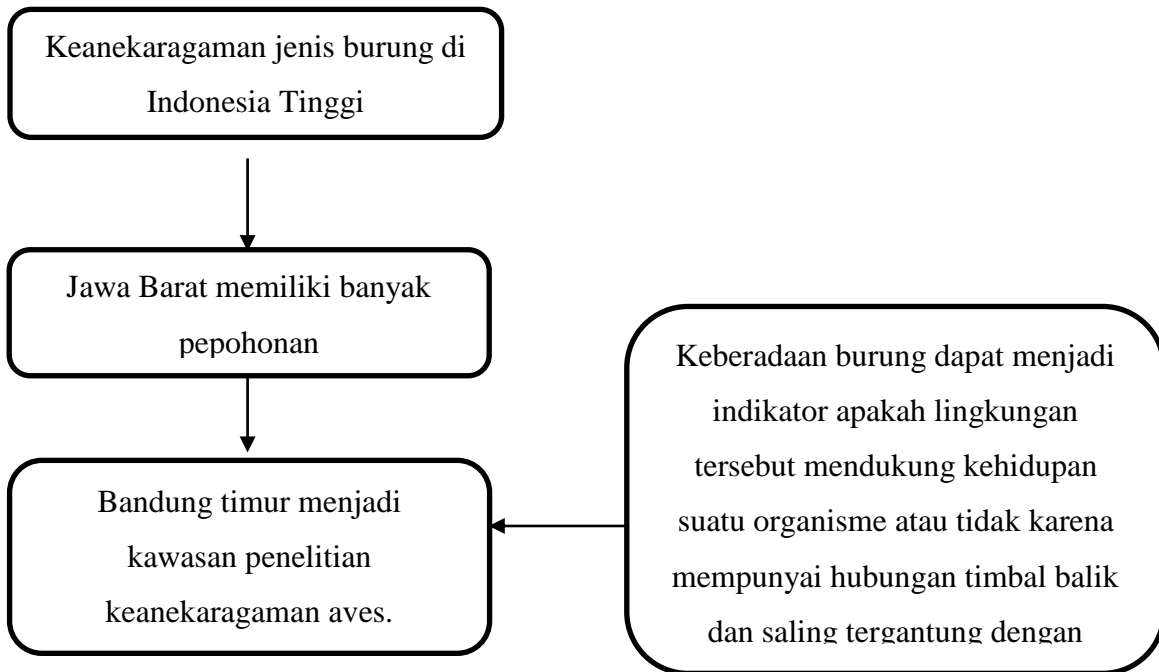 Keanekaragaman jenis burung di
Indonesia Tinggi
Jawa Barat memiliki banyak
pepohonan
Bandung timur menjadi
kawasan penelitian
keanekaragaman aves.
Keberadaan burung dapat menjadi
indikator apakah lingkungan
tersebut mendukung kehidupan
suatu organisme atau tidak karena
mempunyai hubungan timbal balik
dan saling tergantung dengan